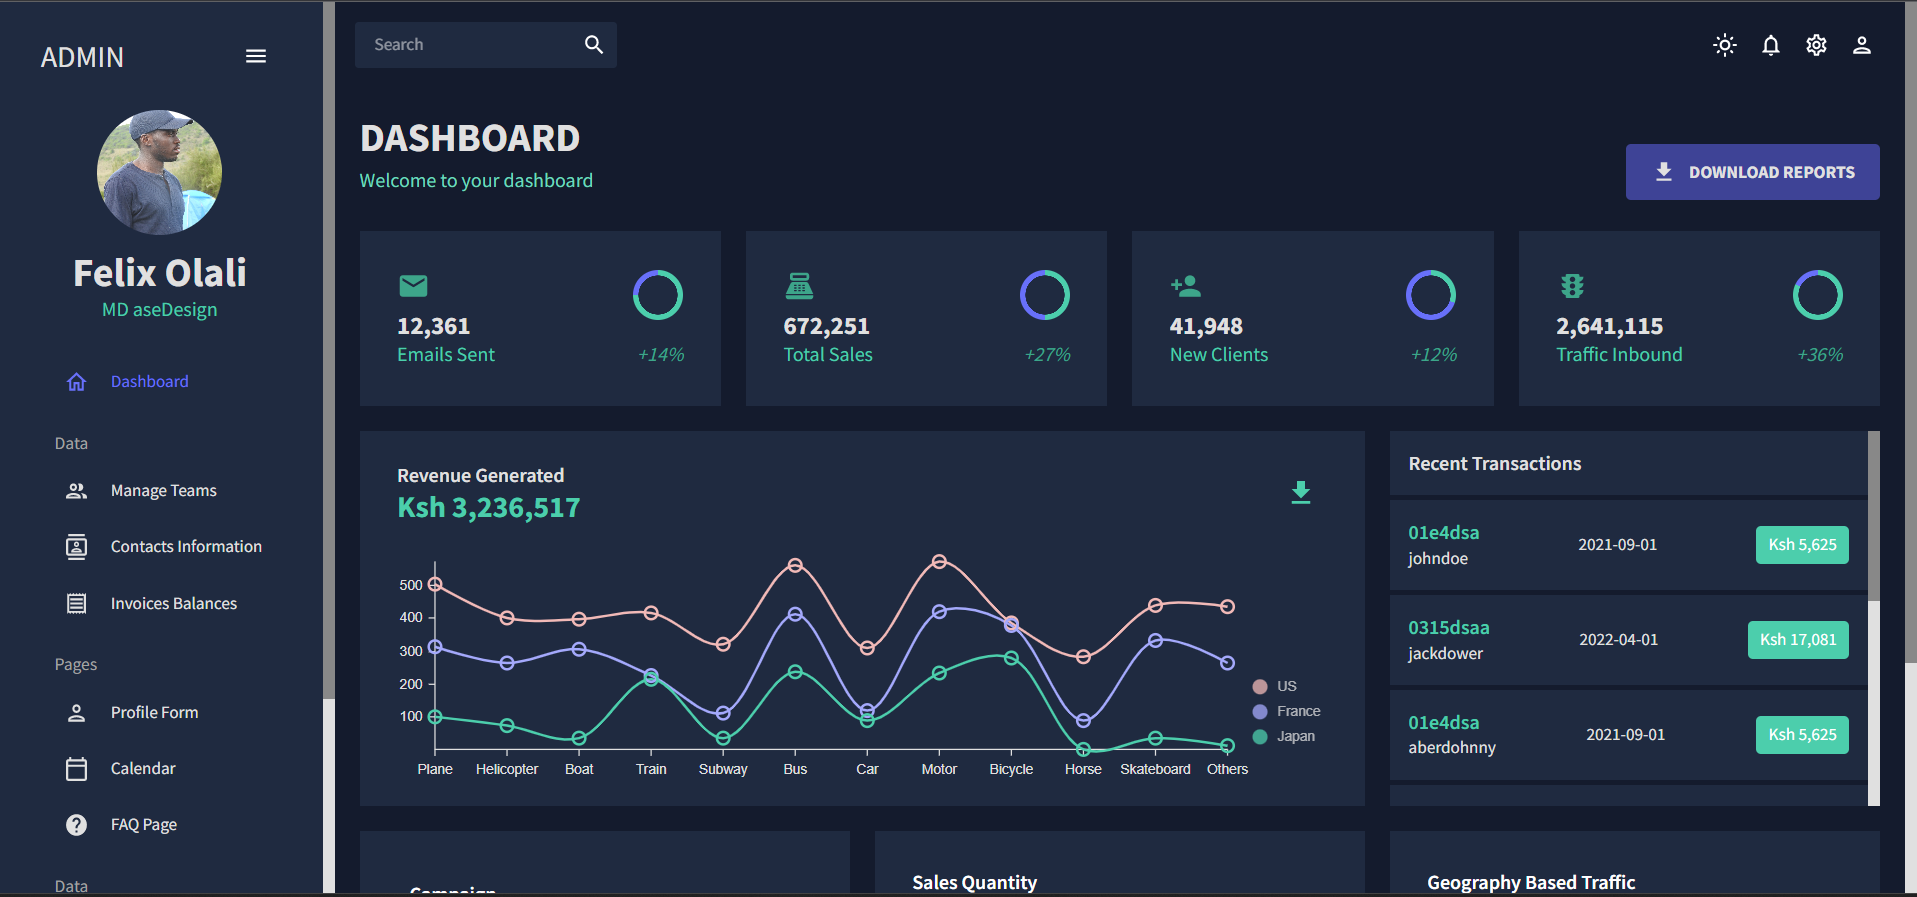 ADMIN
Felix Olali
MD aseDesign
Dashboard
Data
Manage Teams
Contacts Information
Invoices Balances
Pages
Profile Form
Calendar
FAQ Page
Data
Search
DASHBOARD
Welcome to your dashboard
DOWNLOAD REPORTS
12,361
Emails Sent
+14%
672,251
Total Sales
+27%
41,948
New Clients
+12%
2,641,115
Traffic Inbound
+36%
Revenue Generated
Ksh 3,236,517
500
400
300
200
100
Plane Helicopter Boat Train Subway Bus Car Motor Bicycle Horse Skateboard Others
US
France
Japan
Recent Transactions
01e4dsa
johndoe
2021-09-01
Ksh 5,625
0315dsaa
jackdower
2022-04-01
Ksh 17,081
01e4dsa
aberdohnny
2021-09-01
Ksh 5,625
Campaign
Sales Quantity
Geography Based Traffic